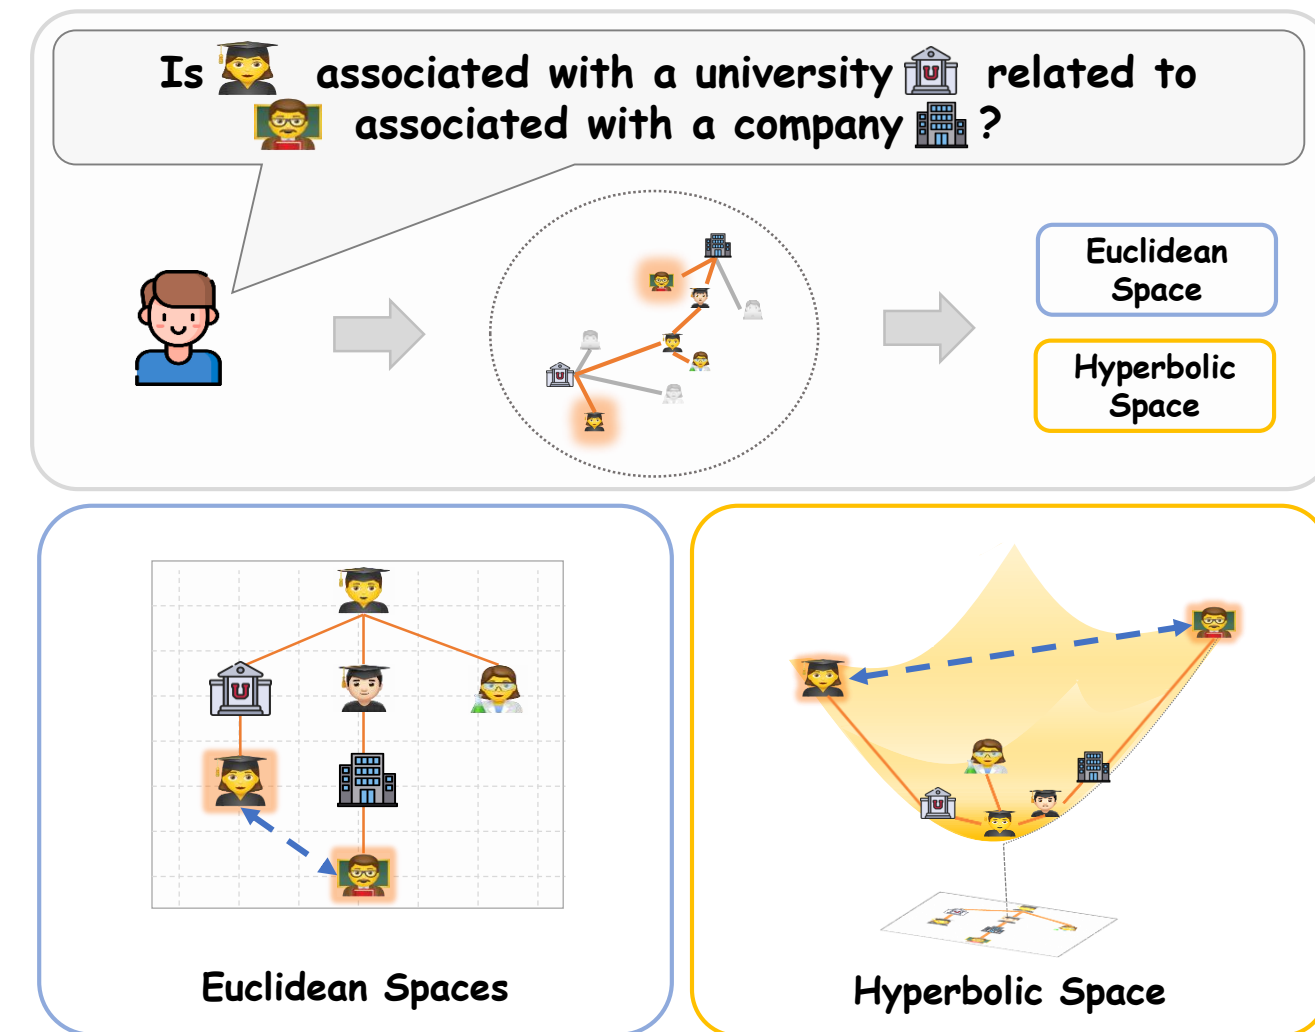 Is associated with a university related to
associated with a company ?
Euclidean
Space
Hyperbolic
Space
Euclidean Spaces
Hyperbolic Space